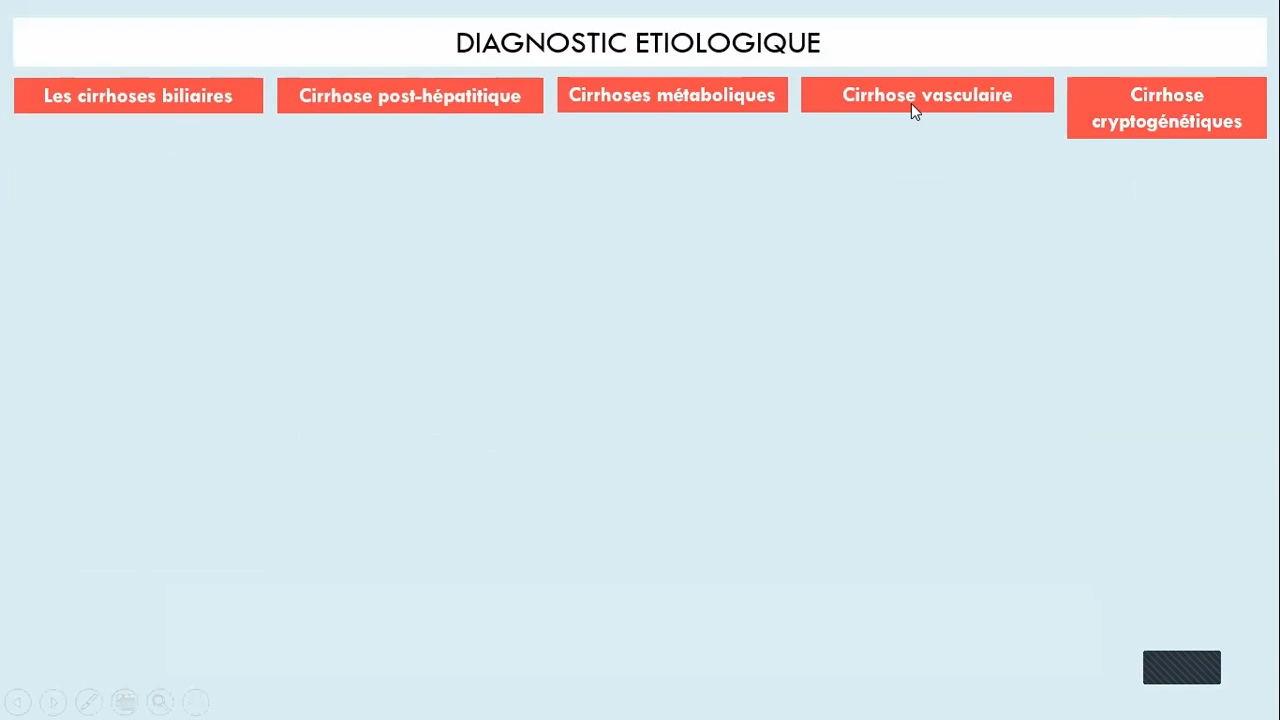 DIAGNOSTIC ETIOLOGIQUE
Les cirrhoses biliaires
Cirrhose post-hépatitique
Cirrhoses métaboliques
Cirrhose vasculaire
Cirrhose
cryptogénétiques